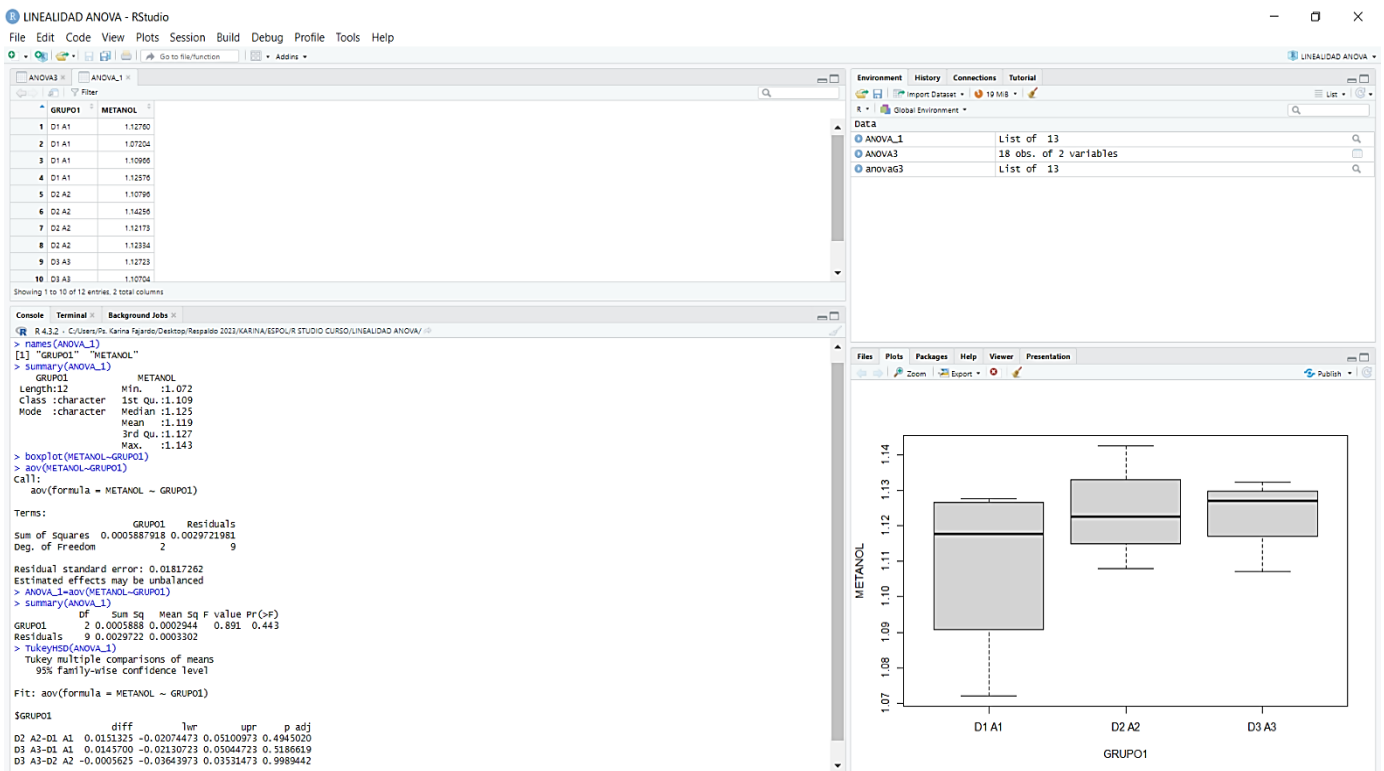 LINEALIDAD ANOVA - RStudio
File Edit Code View Plots Session Build Debug Profile Tools Help
Go to file/function Addins
LINEALIDAD ANOVA
ANOVA3 ANOVA_1
Filter
GRUPO1 METANOL
1 D1 A1 1.12760
2 D1 A1 1.07204
3 D1 A1 1.10966
4 D1 A1 1.12576
5 D2 A2 1.10796
6 D2 A2 1.14256
7 D2 A2 1.12173
8 D2 A2 1.12334
9 D3 A3 1.12723
10 D3 A3 1.10704
Showing 1 to 10 of 12 entries, 2 total columns
Console Terminal Background Jobs
R 4.3.2 · C:/Users/Ps. Karina Fajardo/Desktop/Respaldo 2023/KARINA/ESPOL/R STUDIO CURSO/LINEALIDAD ANOVA/
> names(ANOVA_1)
[1] "GRUPO1" "METANOL"
> summary(ANOVA_1)
GRUPO1 METANOL
Length:12 Min. :1.072
Class :character 1st Qu.:1.109
Mode :character Median :1.125
Mean :1.119
3rd Qu.:1.127
Max. :1.143
> boxplot(METANOL~GRUPO1)
> aov(METANOL~GRUPO1)
Call:
aov(formula = METANOL ~ GRUPO1)
Terms:
GRUPO1 Residuals
Sum of Squares 0.0005887918 0.0029721981
Deg. of Freedom 2 9
Residual standard error: 0.01817262
Estimated effects may be unbalanced
> ANOVA_1=aov(METANOL~GRUPO1)
> summary(ANOVA_1)
Df Sum Sq Mean Sq F value Pr(>F)
GRUPO1 2 0.0005888 0.0002944 0.891 0.443
Residuals 9 0.0029722 0.0003302
> TukeyHSD(ANOVA_1)
Tukey multiple comparisons of means
95% family-wise confidence level
Fit: aov(formula = METANOL ~ GRUPO1)
$GRUPO1
diff lwr upr p adj
D2 A2-D1 A1 0.0151325 -0.02074473 0.05100973 0.4945020
D3 A3-D1 A1 0.0145700 -0.02130723 0.05044723 0.5186619
D3 A3-D2 A2 -0.0005625 -0.03643973 0.03531473 0.9989442
Environment History Connections Tutorial
Import Dataset 19 MiB List
R Global Environment
Data
ANOVA_1 List of 13
ANOVA3 18 obs. of 2 variables
anovaG3 List of 13
Files Plots Packages Help Viewer Presentation
Zoom Export Publish
METANOL
1.14
1.13
1.12
1.11
1.10
1.09
1.08
1.07
D1 A1 D2 A2 D3 A3
GRUPO1